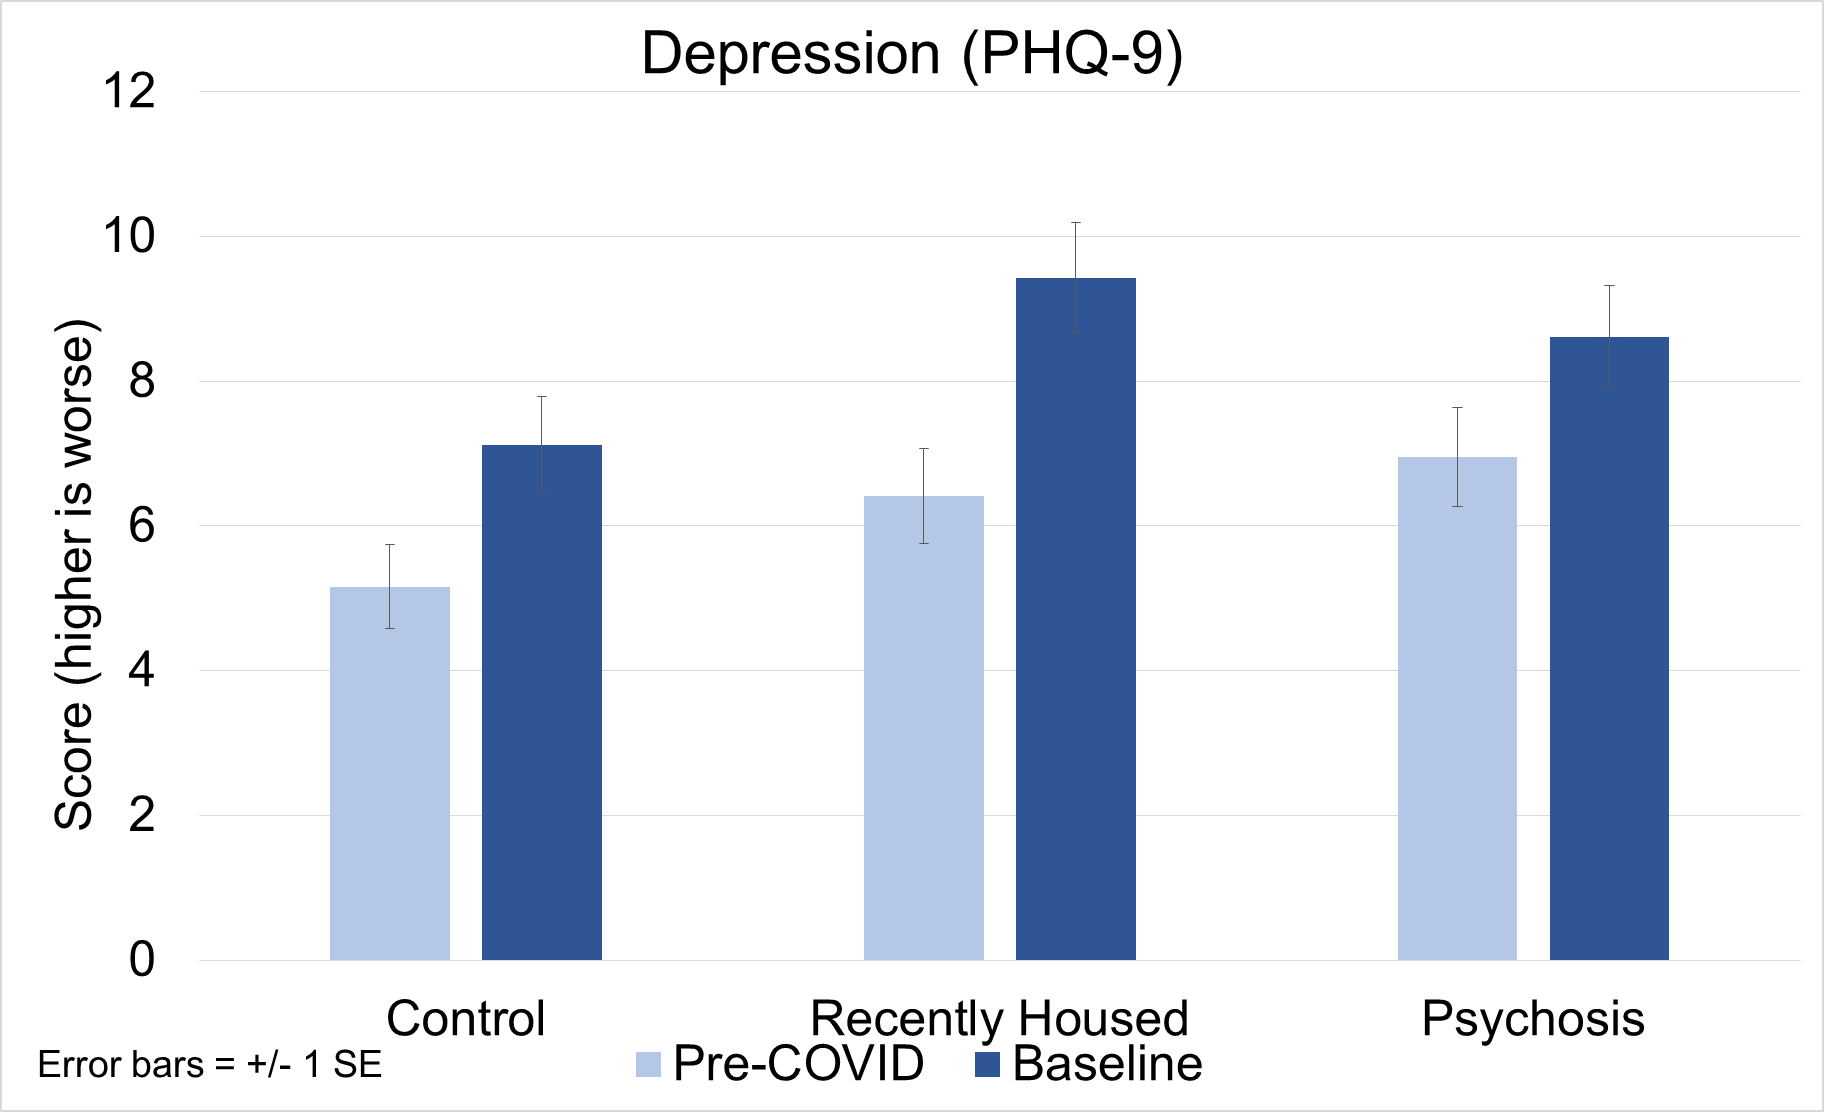 Depression (PHQ-9)
12
10
8
6
4
2
0
Score (higher is worse)
Control
Recently Housed
Psychosis
Error bars = +/- 1 SE
Pre-COVID
Baseline